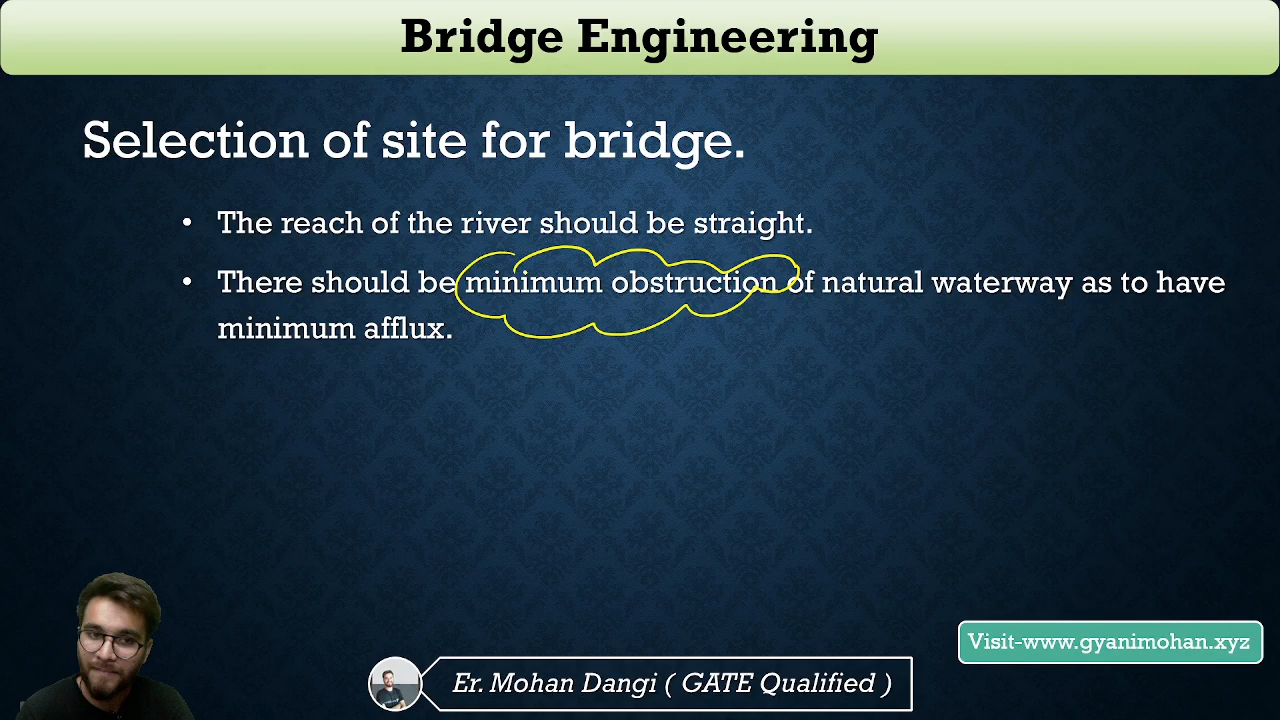 Bridge Engineering
Selection of site for bridge.
• The reach of the river should be straight.
• There should be minimum obstruction of natural waterway as to have
minimum afflux.
Visit-www.gyanimohan.xyz
Er. Mohan Dangi ( GATE Qualified )